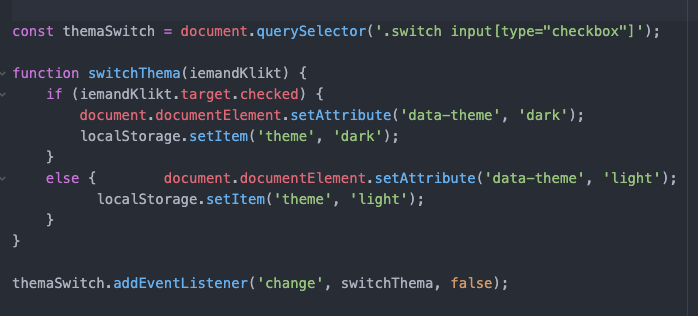 const themaSwitch = document.querySelector('.switch input[type="checkbox"]');
function switchThema(iemandKlikt) {
if (iemandKlikt.target.checked) {
document.documentElement.setAttribute('data-theme', 'dark');
localStorage.setItem('theme', 'dark');
}
else {        document.documentElement.setAttribute('data-theme', 'light');
localStorage.setItem('theme', 'light');
}
}
themaSwitch.addEventListener('change', switchThema, false);